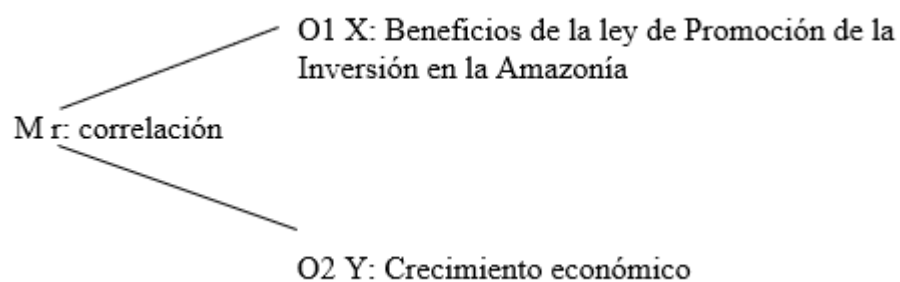 O1 X: Beneficios de la ley de Promoción de la
Inversión en la Amazonía
M r: correlación
O2 Y: Crecimiento económico